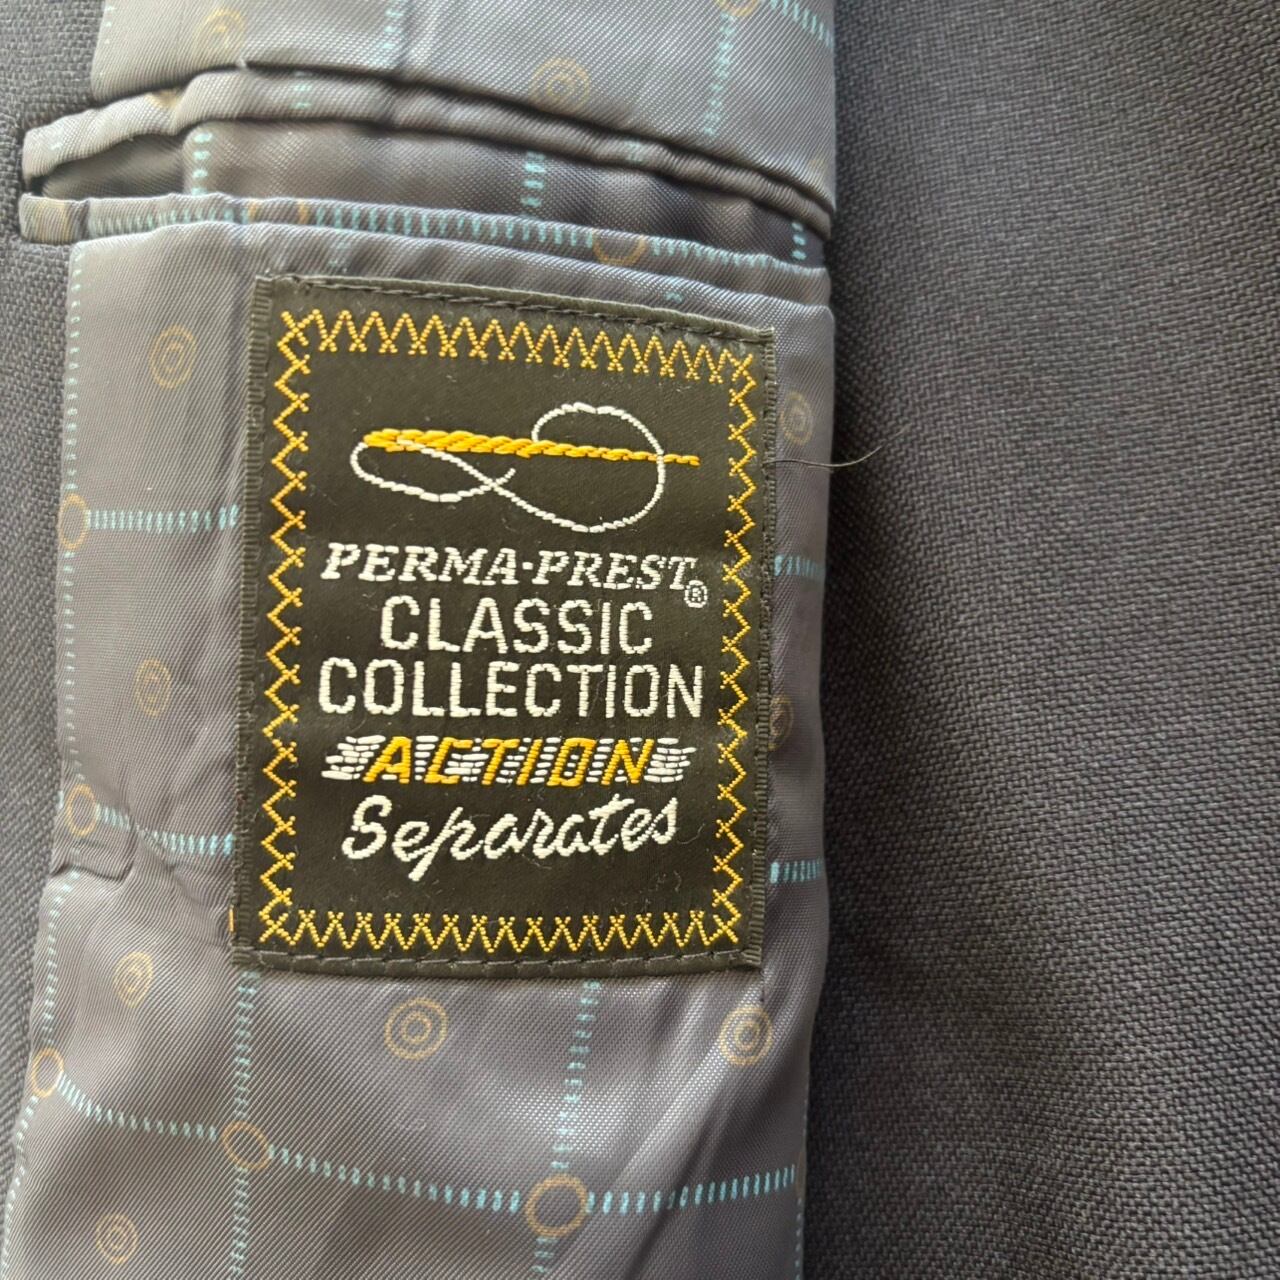 PERMA-PREST®
CLASSIC
COLLECTION
ACTION
Separates